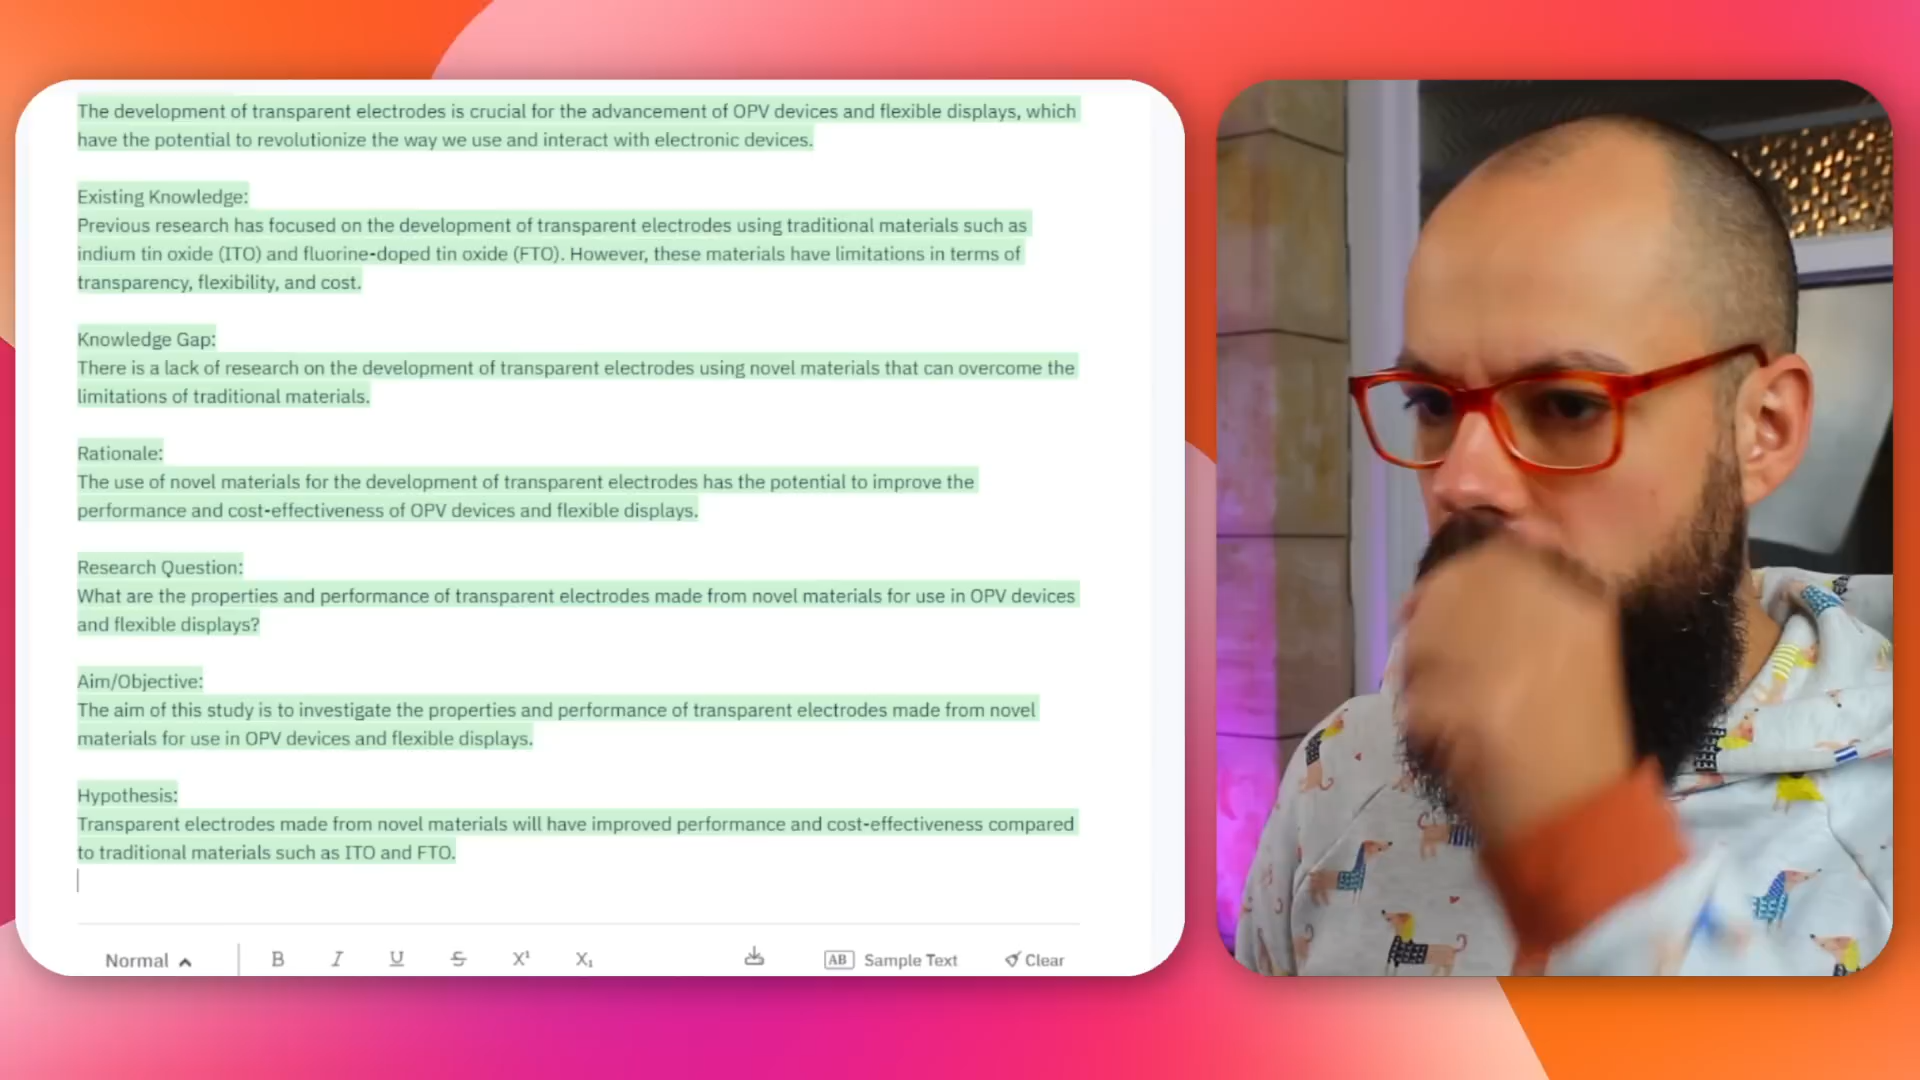 The development of transparent electrodes is crucial for the advancement of OPV devices and flexible displays, which
have the potential to revolutionize the way we use and interact with electronic devices.
Existing Knowledge:
Previous research has focused on the development of transparent electrodes using traditional materials such as
indium tin oxide (ITO) and fluorine-doped tin oxide (FTO). However, these materials have limitations in terms of
transparency, flexibility, and cost.
Knowledge Gap:
There is a lack of research on the development of transparent electrodes using novel materials that can overcome the
limitations of traditional materials.
Rationale:
The use of novel materials for the development of transparent electrodes has the potential to improve the
performance and cost-effectiveness of OPV devices and flexible displays.
Research Question:
What are the properties and performance of transparent electrodes made from novel materials for use in OPV devices
and flexible displays?
Aim/Objective:
The aim of this study is to investigate the properties and performance of transparent electrodes made from novel
materials for use in OPV devices and flexible displays.
Hypothesis:
Transparent electrodes made from novel materials will have improved performance and cost-effectiveness compared
to traditional materials such as ITO and FTO.
Normal B I U S X¹ X₁ AB Sample Text Clear